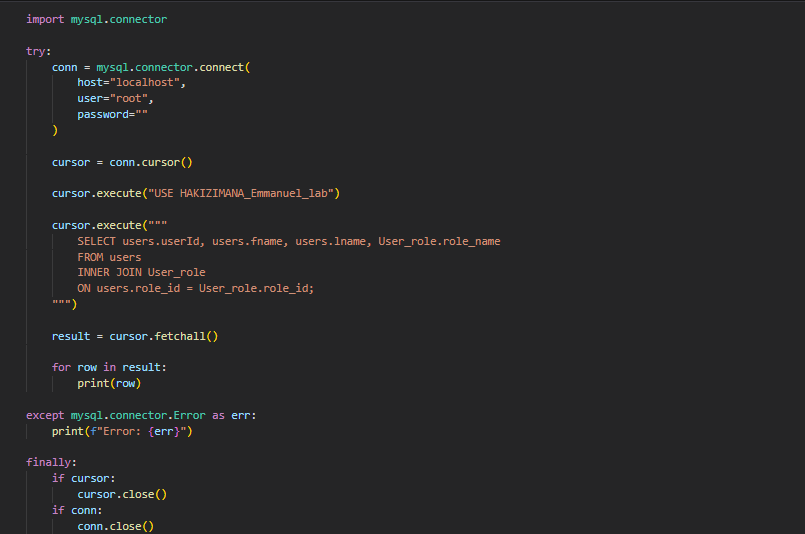 import mysql.connector
try:
conn = mysql.connector.connect(
host="localhost",
user="root",
password=""
)
cursor = conn.cursor()
cursor.execute("USE HAKIZIMANA_Emmanuel_lab")
cursor.execute("""
SELECT users.userId, users.fname, users.lname, User_role.role_name
FROM users
INNER JOIN User_role
ON users.role_id = User_role.role_id;
""")
result = cursor.fetchall()
for row in result:
print(row)
except mysql.connector.Error as err:
print(f"Error: {err}")
finally:
if cursor:
cursor.close()
if conn:
conn.close()